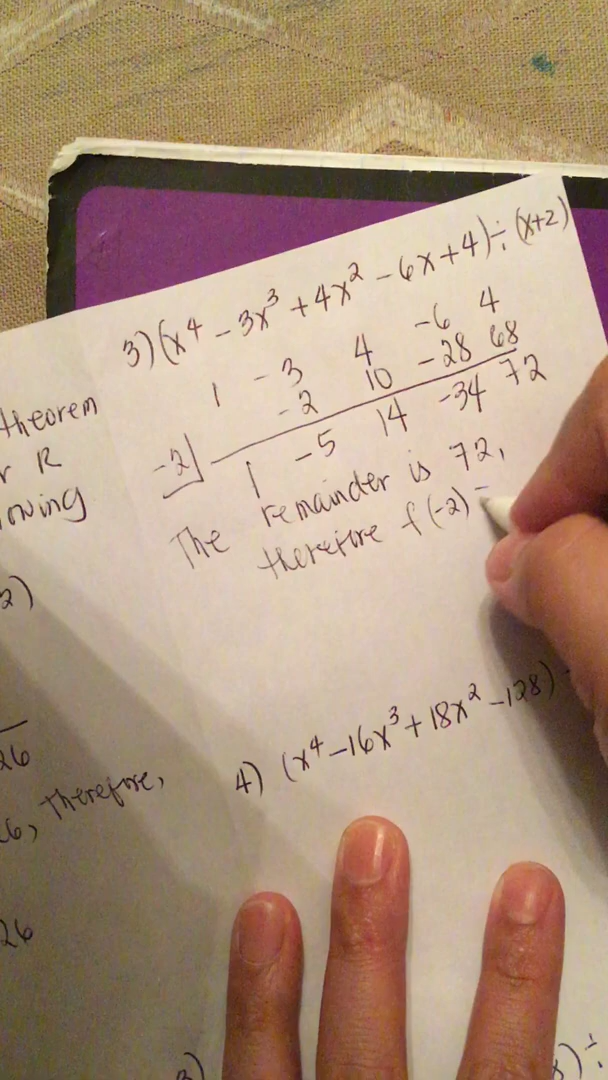 theorem
r R
lowing
2)
26
6, therefore,
26
3) (x⁴ - 3x³ + 4x² - 6x + 4) ÷ (x+2)
1 -3 4 -6 4
-2 10 -28 68
-2 1 -5 14 -34 72
The remainder is 72,
therefore f(-2) =
4) (x⁴ - 16x³ + 18x² - 128)